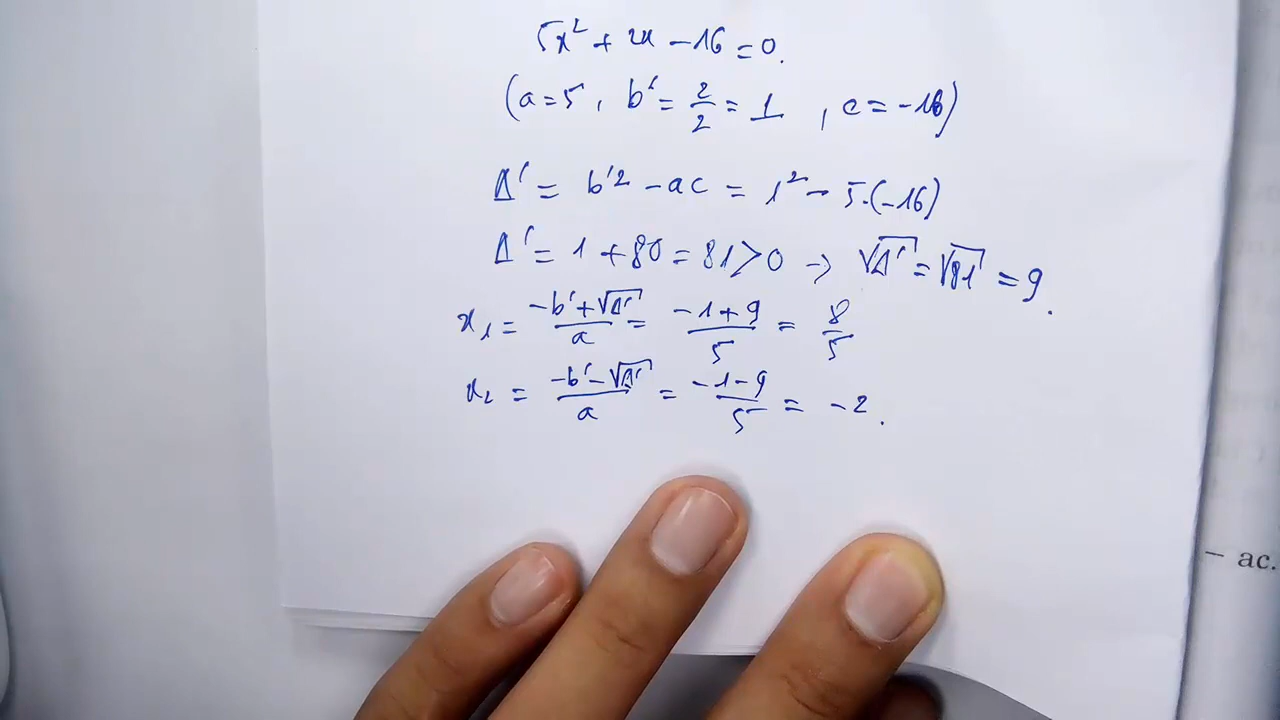 5x² + 2x - 16 = 0.
(a = 5, b' = 2/2 = 1, c = -16)
Δ' = b'2 - ac = 1² - 5.(-16)
Δ' = 1 + 80 = 81 > 0 → √Δ' = √81 = 9.
x₁ = (-b' + √Δ')/a = (-1 + 9)/5 = 8/5
x₂ = (-b' - √Δ')/a = (-1 - 9)/5 = -2.
- ac.